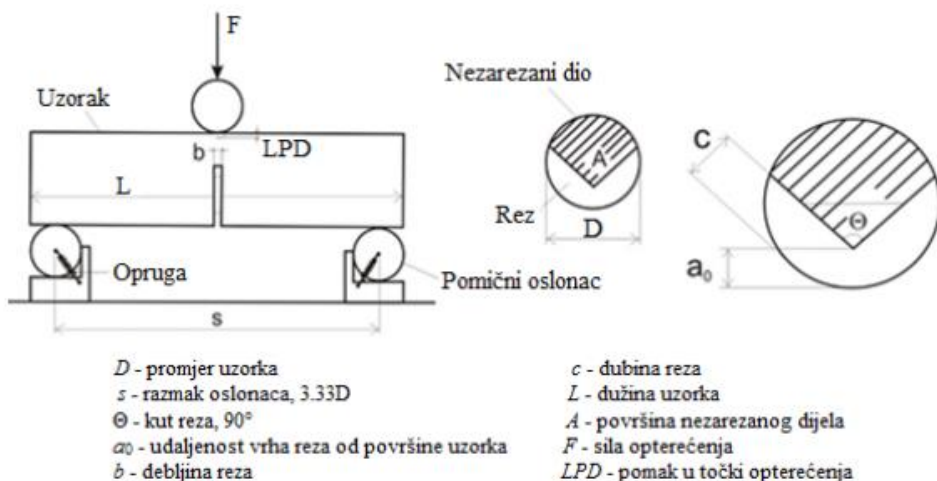 F
Nezarezani dio
Uzorak
LPD
b
c
L
A
Θ
Rez
D
a₀
Opruga
Pomični oslonac
s
D - promjer uzorka
s - razmak oslonaca, 3.33D
Θ - kut reza, 90°
a₀ - udaljenost vrha reza od površine uzorka
b - debljina reza
c - dubina reza
L - dužina uzorka
A - površina nezarezanog dijela
F - sila opterećenja
LPD - pomak u točki opterećenja